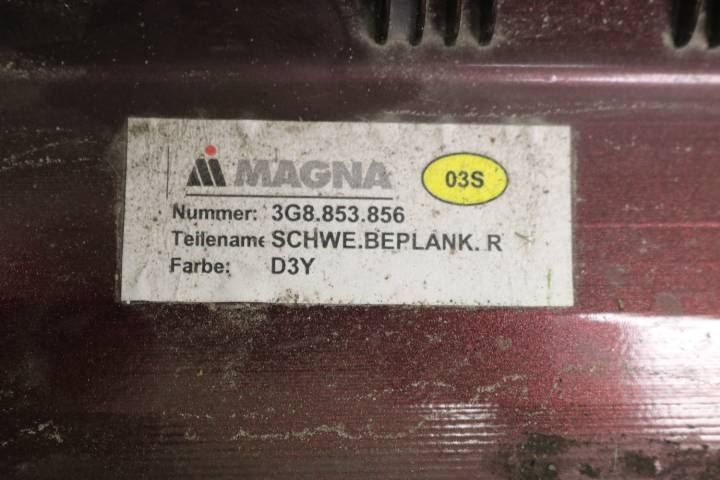 MAGNA
03S
Nummer: 3G8.853.856
Teilename SCHWE.BEPLANK. R
Farbe: D3Y